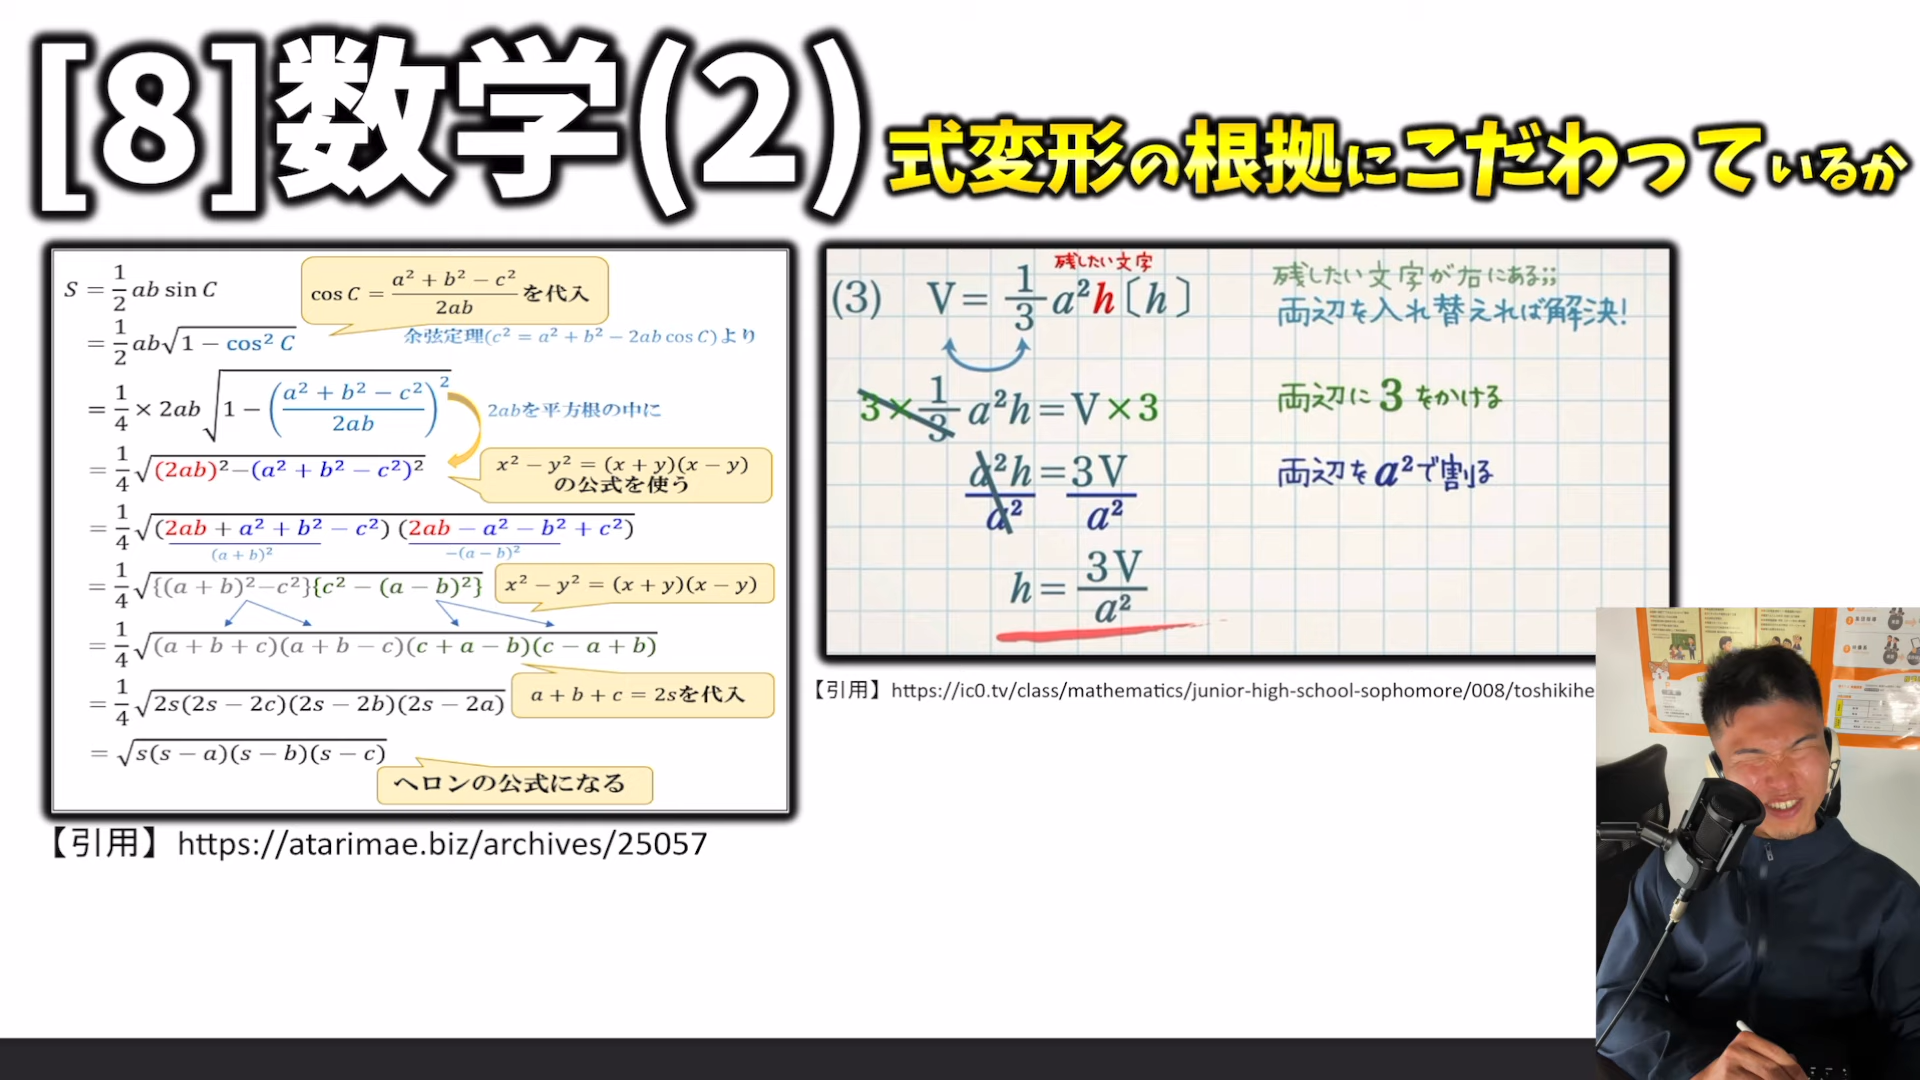 [8]数学(2) 式変形の根拠にこだわっているか
S = 1/2 ab sin C
cos C = (a² + b² − c²)/2ab を代入
= 1/2 ab√(1 − cos² C)
余弦定理(c² = a² + b² − 2ab cos C)より
= 1/4 × 2ab √(1 − ((a² + b² − c²)/2ab)²)
2abを平方根の中に
= 1/4 √((2ab)²−(a² + b² − c²)²)
x² − y² = (x + y)(x − y)
の公式を使う
= 1/4 √((2ab + a² + b² − c²) (2ab − a² − b² + c²))
(a + b)² −(a − b)²
= 1/4 √({(a + b)²−c²}{c² − (a − b)²})
x² − y² = (x + y)(x − y)
= 1/4 √((a + b + c)(a + b − c)(c + a − b)(c − a + b))
= 1/4 √(2s(2s − 2c)(2s − 2b)(2s − 2a))
a + b + c = 2sを代入
= √(s(s − a)(s − b)(s − c))
ヘロンの公式になる
【引用】https://atarimae.biz/archives/25057
残したい文字
(3) V = 1/3 a²h〔h〕
残したい文字が右にある;;
両辺を入れ替えれば解決!
3× 1/3 a²h = V×3
両辺に3をかける
a²h/a² = 3V/a²
両辺をa²で割る
h = 3V/a²
【引用】https://ic0.tv/class/mathematics/junior-high-school-sophomore/008/toshikihe